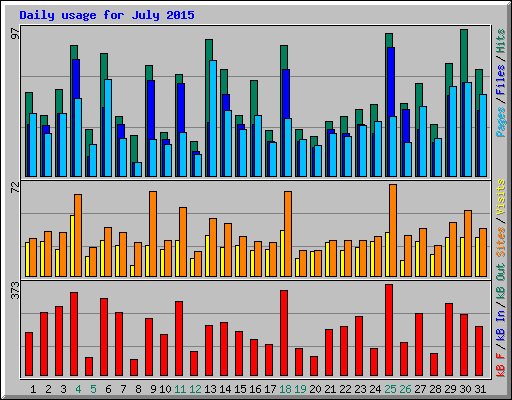 Daily usage for July 2015
97
Pages / Files / Hits
72
Sites / Visits
373
kB F / kB In / kB Out
1 2 3 4 5 6 7 8 9 10 11 12 13 14 15 16 17 18 19 20 21 22 23 24 25 26 27 28 29 30 31